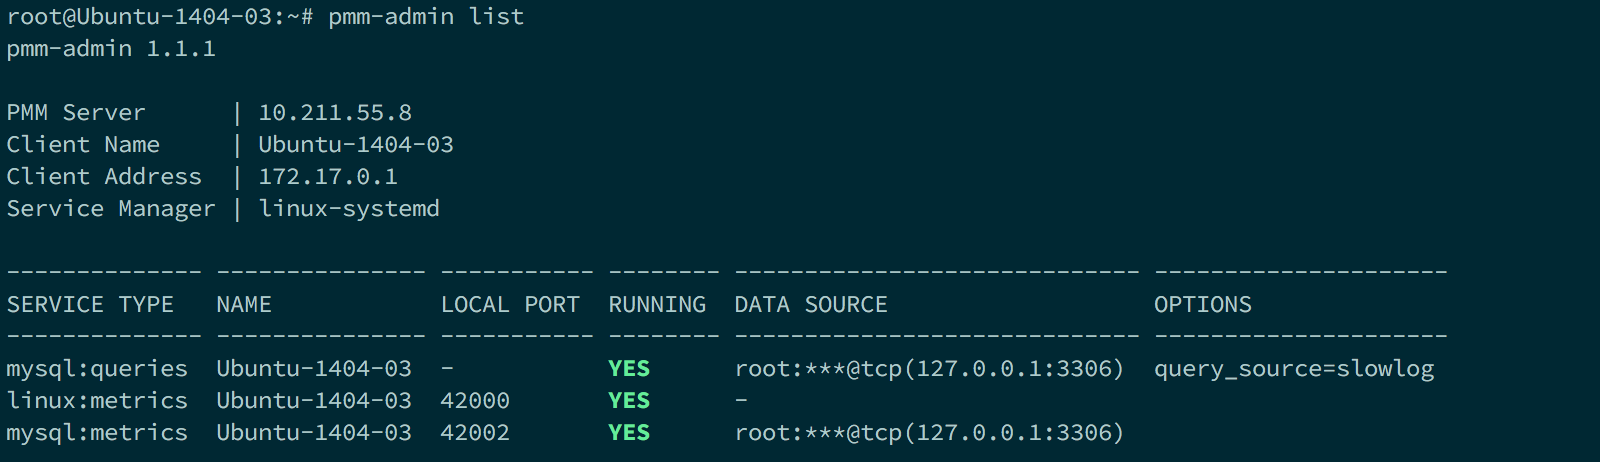 root@Ubuntu-1404-03:~# pmm-admin list
pmm-admin 1.1.1

PMM Server      | 10.211.55.8
Client Name     | Ubuntu-1404-03
Client Address  | 172.17.0.1
Service Manager | linux-systemd

-------------- --------------- ----------- -------- ----------------------------- ---------------------
SERVICE TYPE   NAME            LOCAL PORT  RUNNING  DATA SOURCE                   OPTIONS
-------------- --------------- ----------- -------- ----------------------------- ---------------------
mysql:queries  Ubuntu-1404-03  -           YES      root:***@tcp(127.0.0.1:3306)  query_source=slowlog
linux:metrics  Ubuntu-1404-03  42000       YES      -
mysql:metrics  Ubuntu-1404-03  42002       YES      root:***@tcp(127.0.0.1:3306)